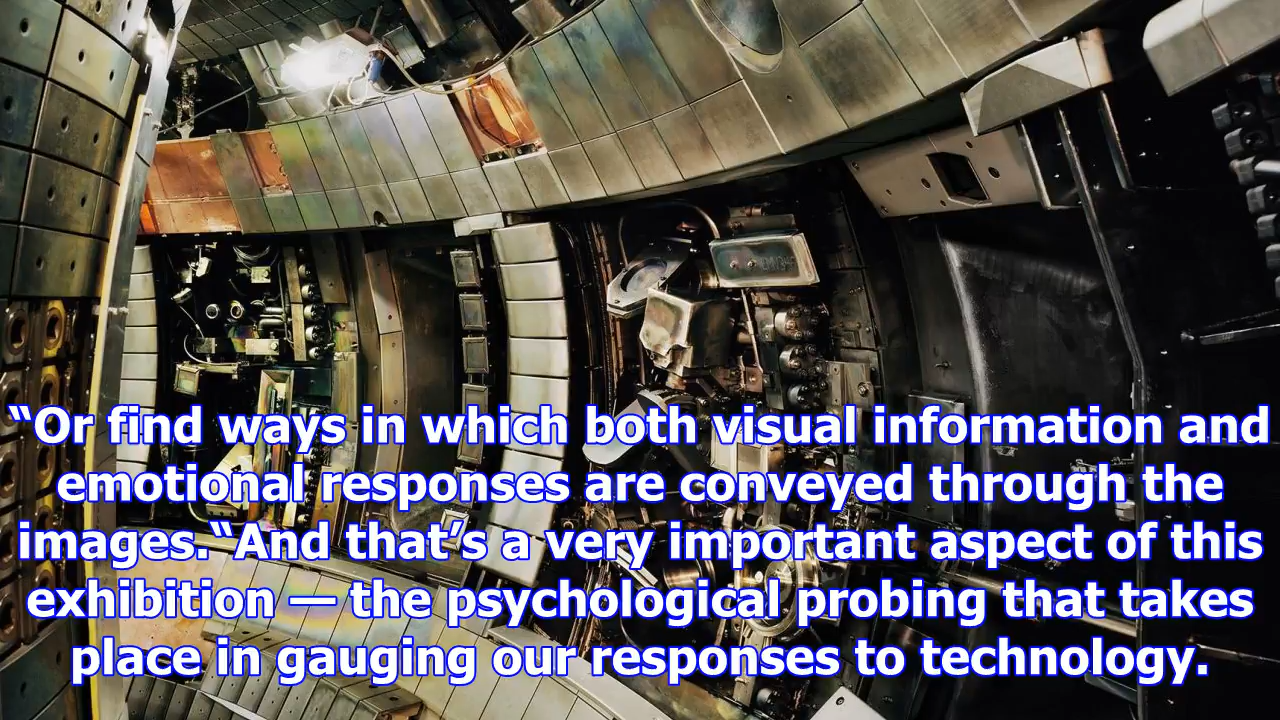 “Or find ways in which both visual information and
emotional responses are conveyed through the
images.“And that’s a very important aspect of this
exhibition — the psychological probing that takes
place in gauging our responses to technology.